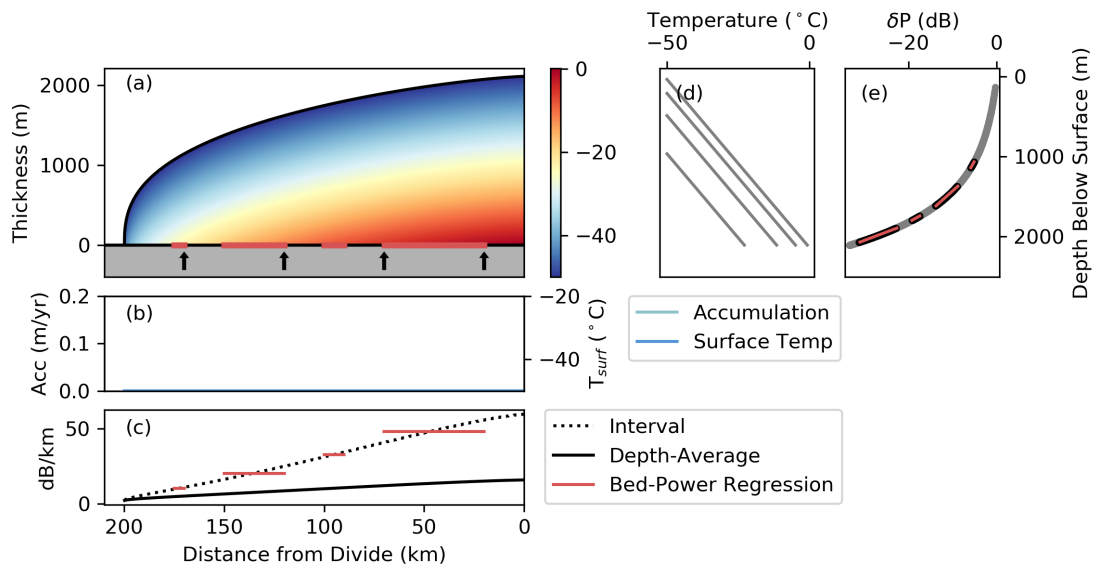 Temperature (°C)
δP (dB)
−50
0
−20
0
(a)
(d)
(e)
2000
1000
0
Thickness (m)
0
−20
−40
0
1000
2000
Depth Below Surface (m)
(b)
0.2
0.1
0.0
Acc (m/yr)
−20
−40
Tsurf (°C)
Accumulation
Surface Temp
(c)
50
0
dB/km
Interval
Depth-Average
Bed-Power Regression
200
150
100
50
0
Distance from Divide (km)